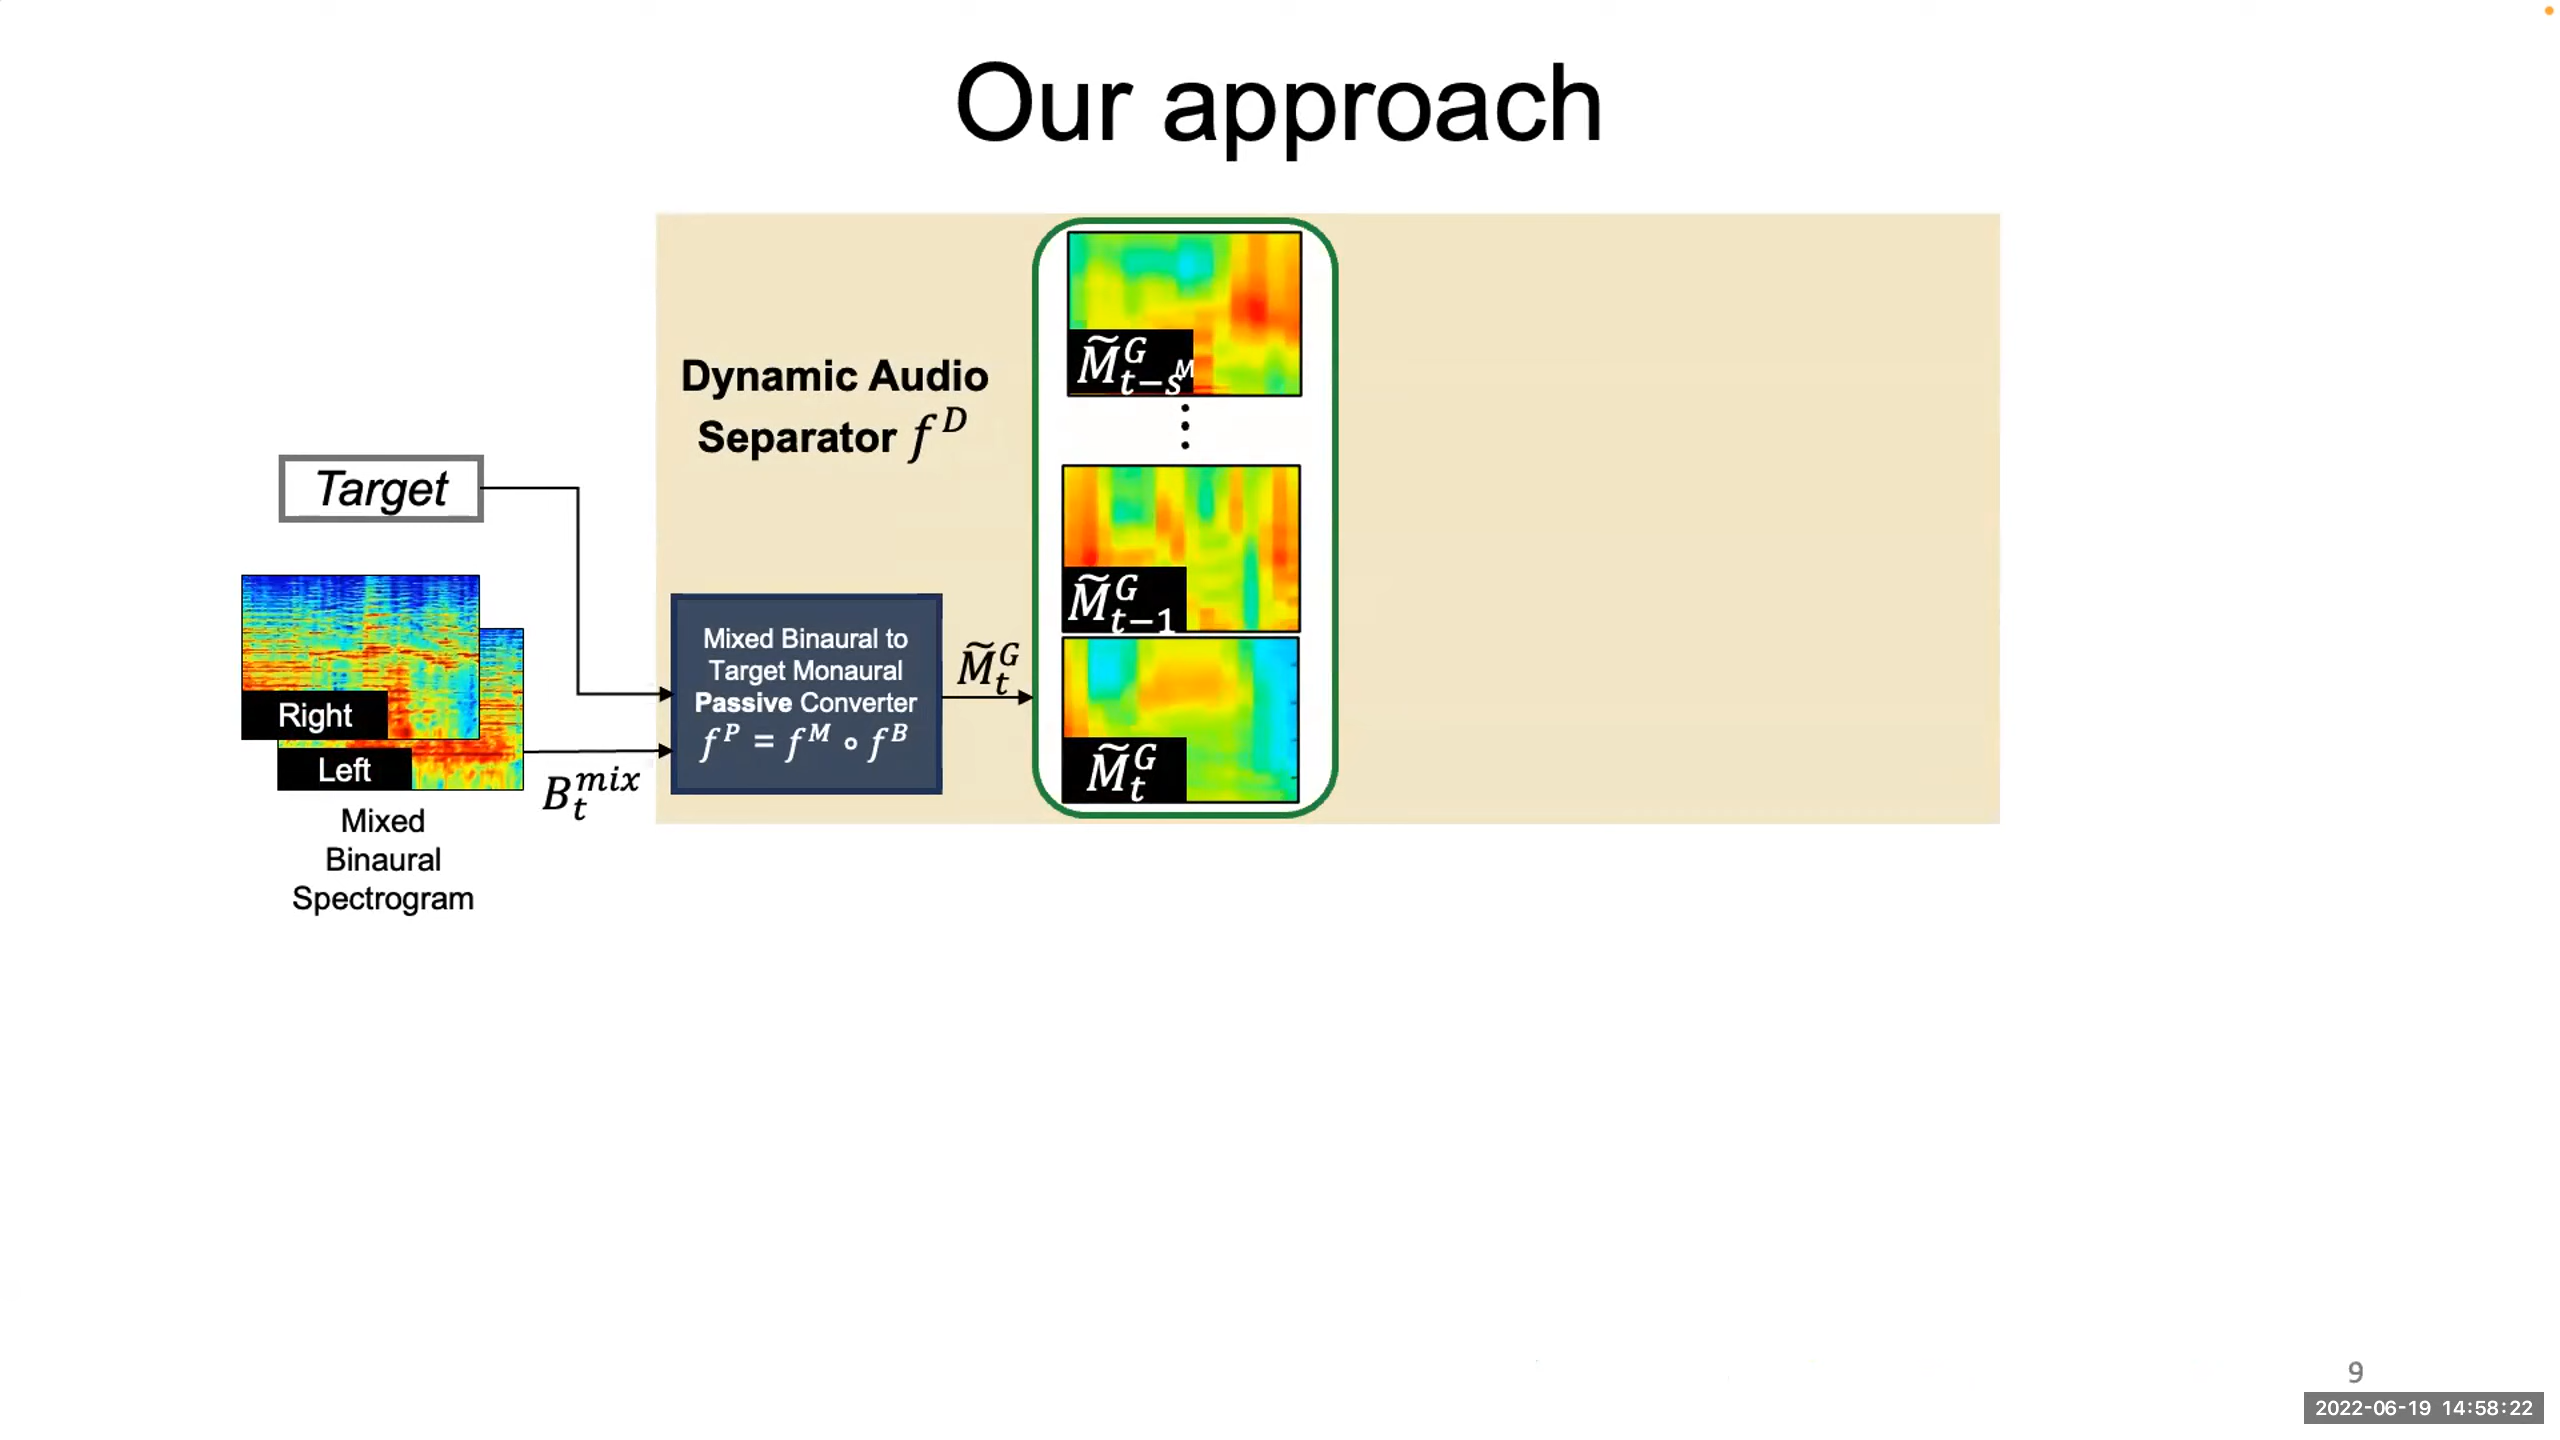 Our approach
Dynamic Audio
Separator f^D
Target
Right
Left
B_t^{mix}
Mixed
Binaural
Spectrogram
Mixed Binaural to
Target Monaural
Passive Converter
f^P = f^M ∘ f^B
M̃_t^G
M̃_{t-s^M}^G
⋮
M̃_{t-1}^G
M̃_t^G
9
2022-06-19 14:58:22